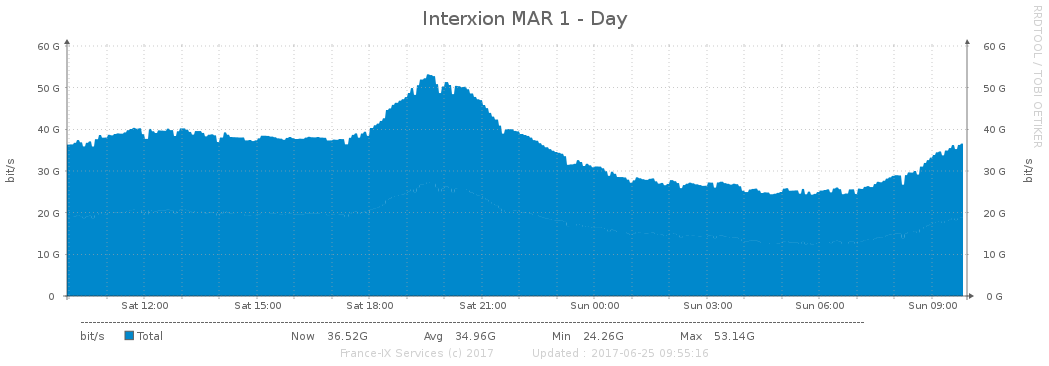 Interxion MAR 1 - Day
RRDTOOL / TOBI OETIKER
60 G 60 G
50 G 50 G
40 G 40 G
30 G 30 G
20 G 20 G
10 G 10 G
0 0 G
bit/s
bit/s
Sat 12:00 Sat 15:00 Sat 18:00 Sat 21:00 Sun 00:00 Sun 03:00 Sun 06:00 Sun 09:00
bit/s Total Now 36.52G Avg 34.96G Min 24.26G Max 53.14G
France-IX Services (c) 2017 Updated : 2017-06-25 09:55:16